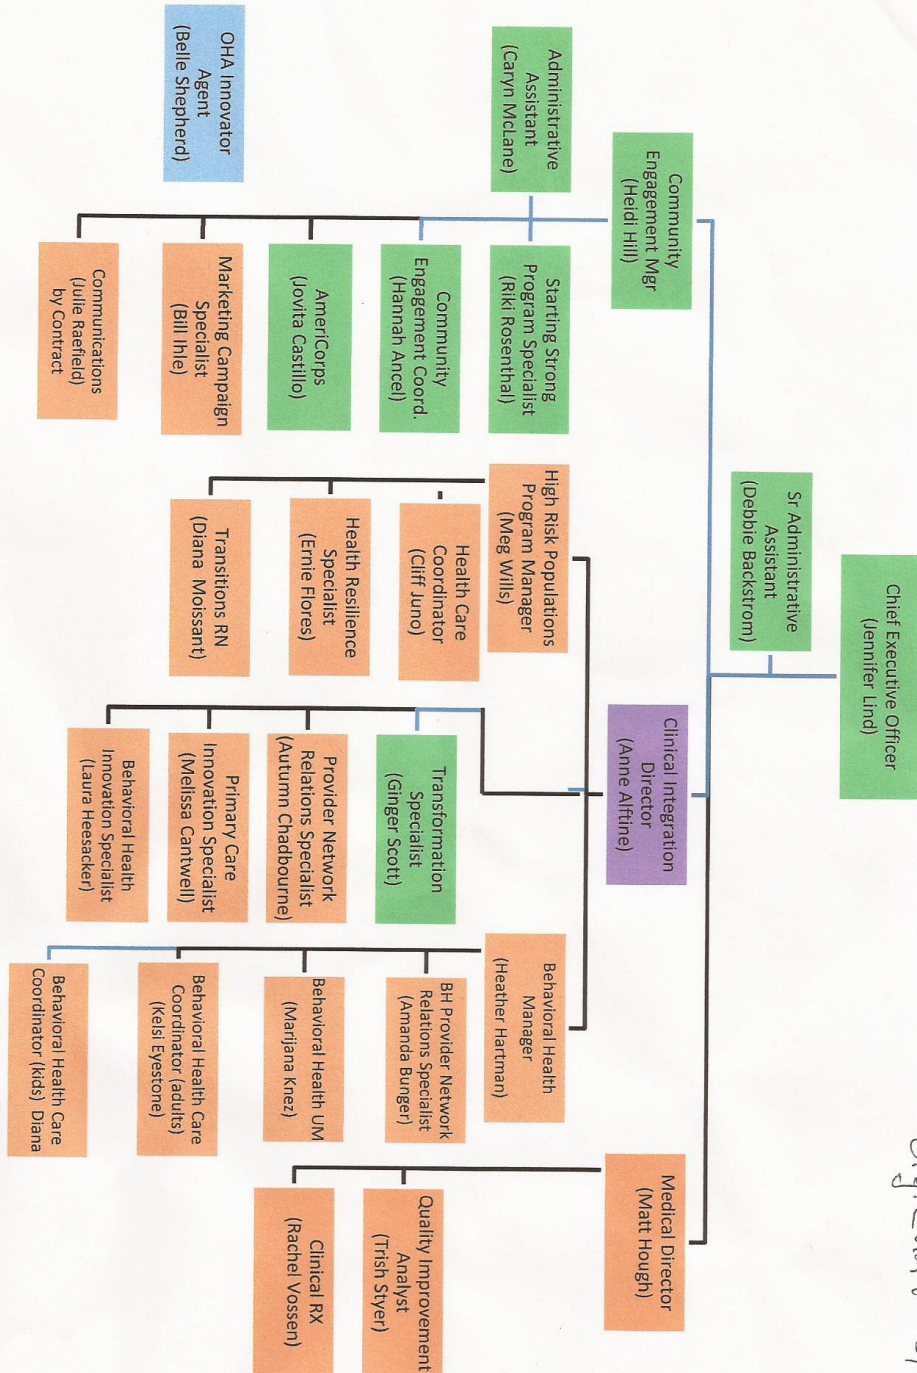 Chief Executive Officer
(Jennifer Lind)
Sr Administrative
Assistant
(Debbie Backstrom)
Community
Engagement Mgr
(Heidi Hill)
Clinical Integration
Director
(Anne Alftine)
Medical Director
(Matt Hough)
Administrative
Assistant
(Caryn McLane)
Starting Strong
Program Specialist
(Riki Rosenthal)
Community
Engagement Coord.
(Hannah Ancel)
AmeriCorps
(Jovita Castillo)
Marketing Campaign
Specialist
(Bill Ihle)
Communications
(Julie Raefield)
by Contract
OHA Innovator
Agent
(Belle Shepherd)
High Risk Populations
Program Manager
(Meg Wills)
Health Care
Coordinator
(Cliff Juno)
Health Resilience
Specialist
(Ernie Flores)
Transitions RN
(Diana Moissant)
Transformation
Specialist
(Ginger Scott)
Provider Network
Relations Specialist
(Autumn Chadbourne)
Primary Care
Innovation Specialist
(Melissa Cantwell)
Behavioral Health
Innovation Specialist
(Laura Heesacker)
Behavioral Health
Manager
(Heather Hartman)
BH Provider Network
Relations Specialist
(Amanda Bunger)
Behavioral Health UM
(Marijana Knez)
Behavioral Health Care
Coordinator (adults)
(Kelsi Eyestone)
Behavioral Health Care
Coordinator (kids) Diana
Quality Improvement
Analyst
(Trish Styer)
Clinical RX
(Rachel Vossen)